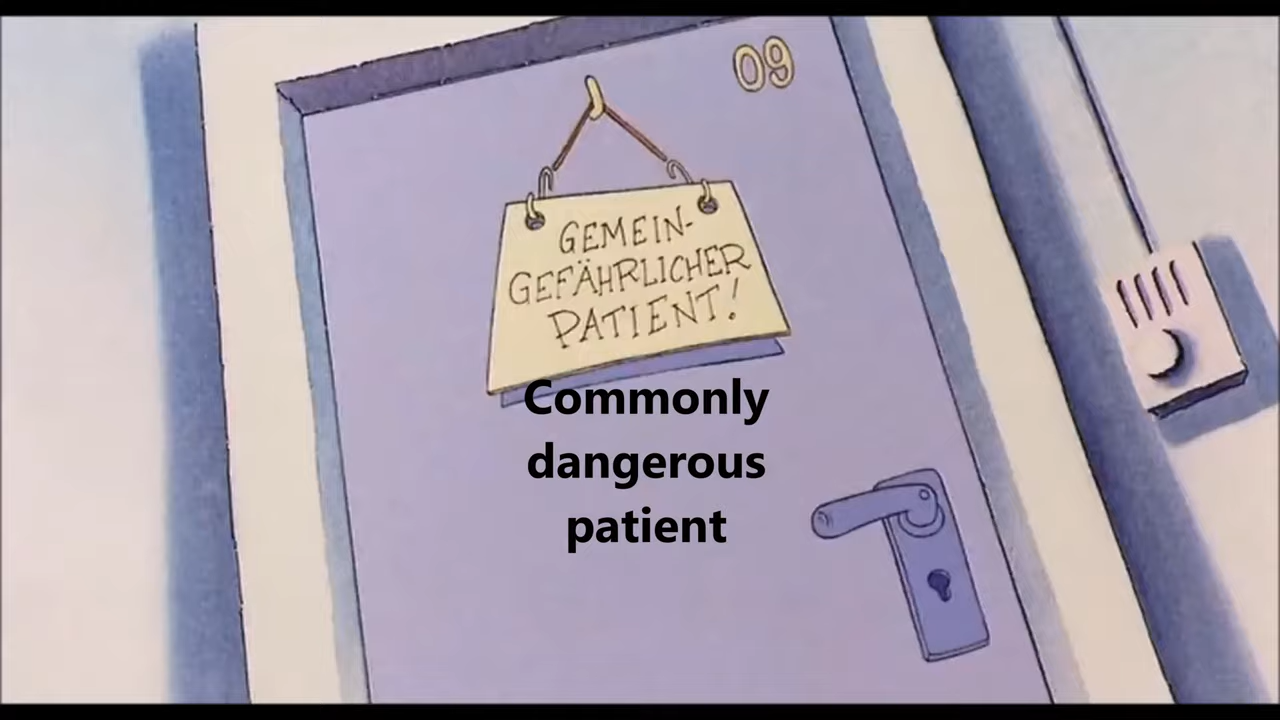 09
GEMEIN-
GEFÄHRLICHER
PATIENT!
Commonly
dangerous
patient